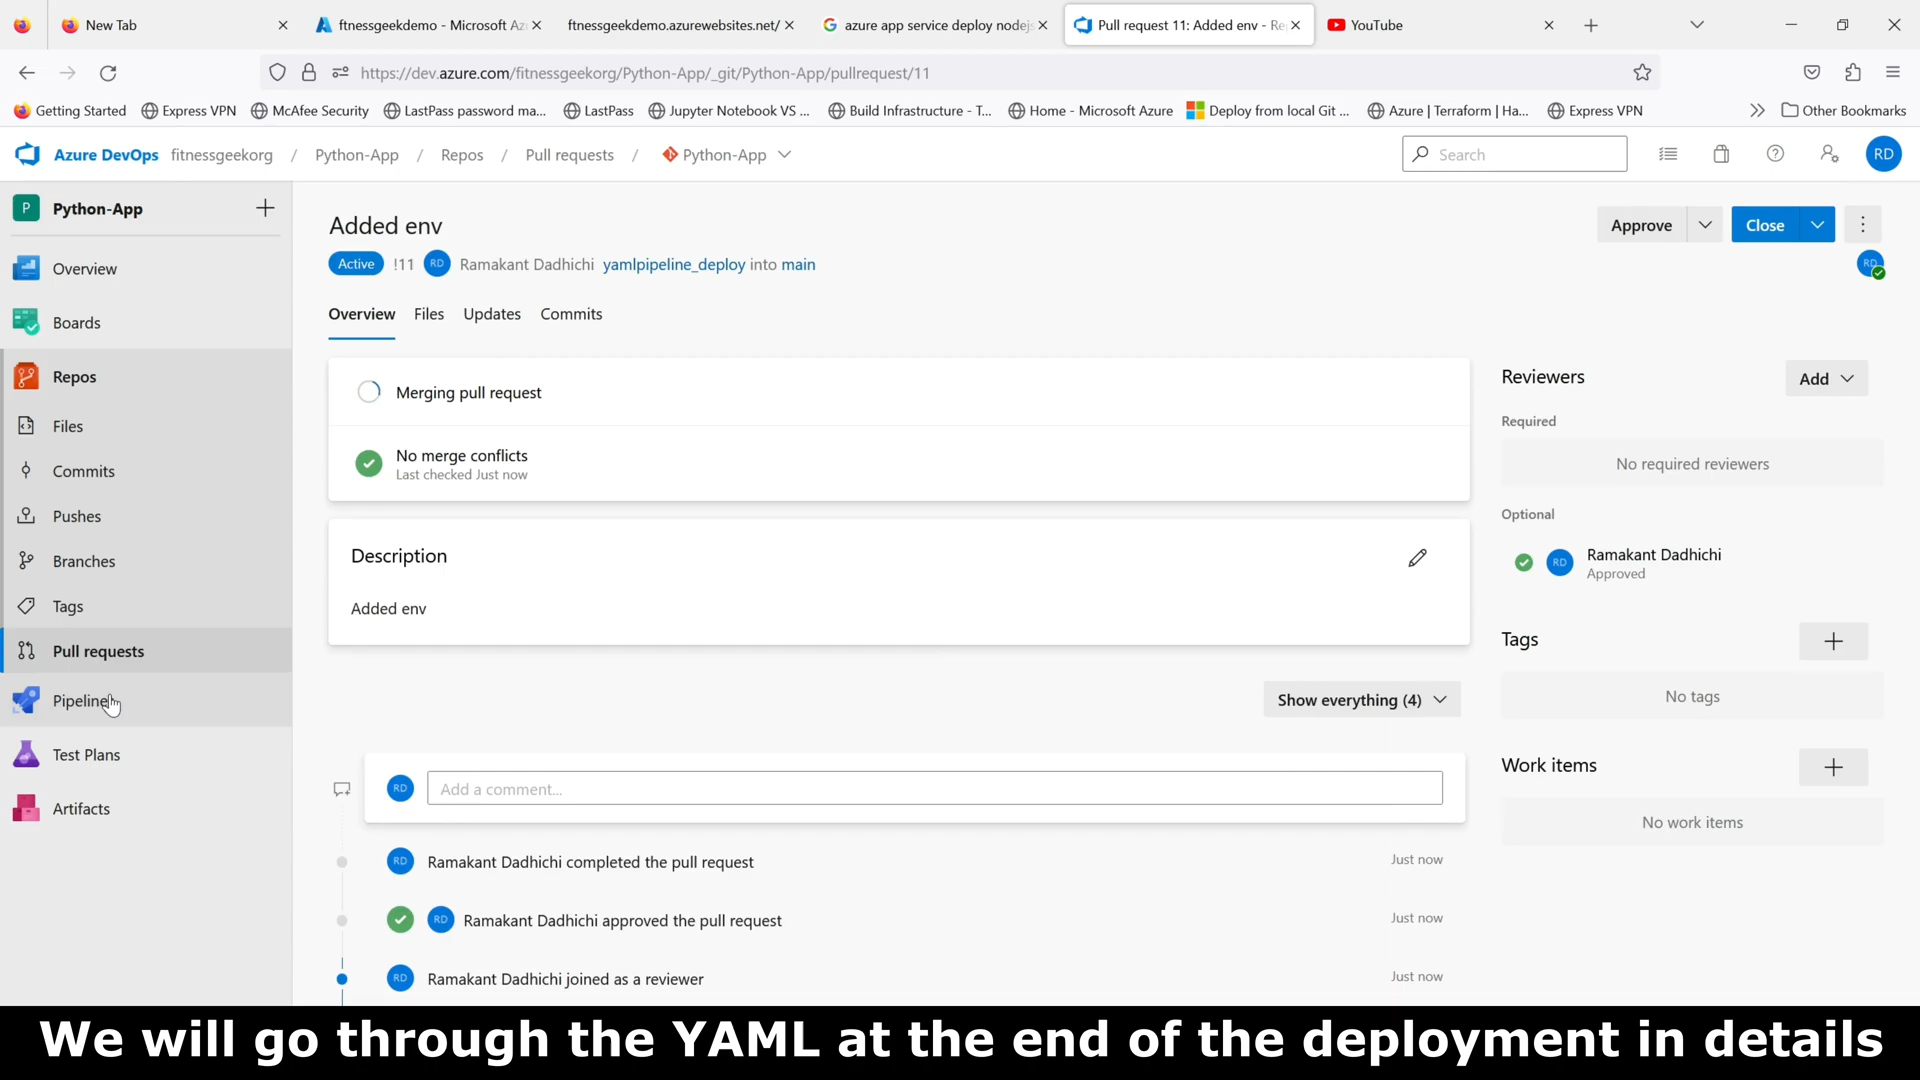 New Tab
ftnessgeekdemo - Microsoft Az
ftnessgeekdemo.azurewebsites.net/
azure app service deploy nodejs
Pull request 11: Added env - Re
YouTube
https://dev.azure.com/fitnessgeekorg/Python-App/_git/Python-App/pullrequest/11
Getting Started
Express VPN
McAfee Security
LastPass password ma...
LastPass
Jupyter Notebook VS ...
Build Infrastructure - T...
Home - Microsoft Azure
Deploy from local Git ...
Azure | Terraform | Ha...
Express VPN
Other Bookmarks
Azure DevOps fitnessgeekorg / Python-App / Repos / Pull requests / Python-App
Search
RD
P Python-App
Overview
Boards
Repos
Files
Commits
Pushes
Branches
Tags
Pull requests
Pipeline
Test Plans
Artifacts
Added env
Approve
Close
Active !11 RD Ramakant Dadhichi yamlpipeline_deploy into main
RD
Overview Files Updates Commits
Merging pull request
No merge conflicts
Last checked Just now
Description
Added env
Show everything (4)
RD Add a comment...
RD Ramakant Dadhichi completed the pull request Just now
RD Ramakant Dadhichi approved the pull request Just now
RD Ramakant Dadhichi joined as a reviewer Just now
Reviewers
Add
Required
No required reviewers
Optional
RD Ramakant Dadhichi
Approved
Tags
No tags
Work items
No work items
We will go through the YAML at the end of the deployment in details